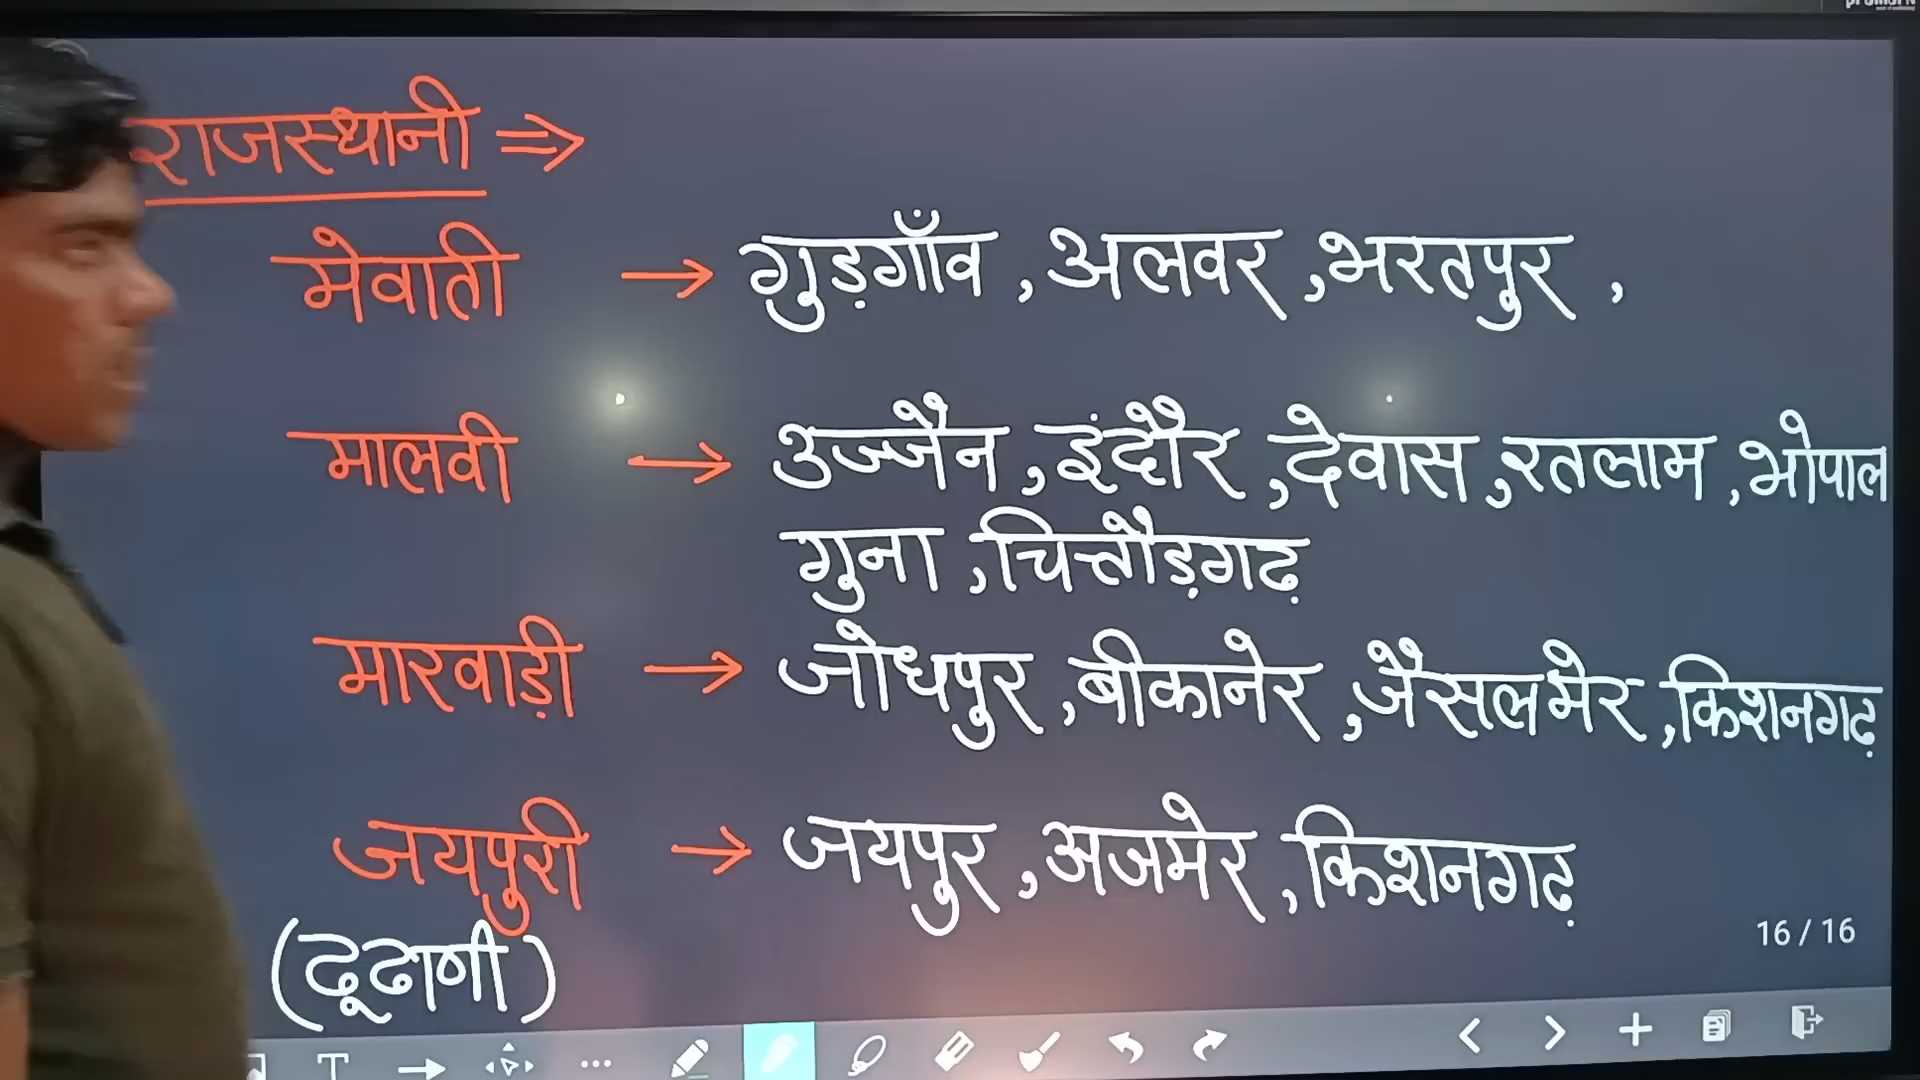 राजस्थानी ⇒
मेवाती → गुड़गाँव , अलवर , भरतपुर ,
मालवी → उज्जैन , इंदौर , देवास , रतलाम , भोपाल
गुना , चित्तौड़गढ़
मारवाड़ी → जोधपुर , बीकानेर , जैसलमेर , किशनगढ़
जयपुरी → जयपुर , अजमेर , किशनगढ़
(ढूढाणी)
16 / 16